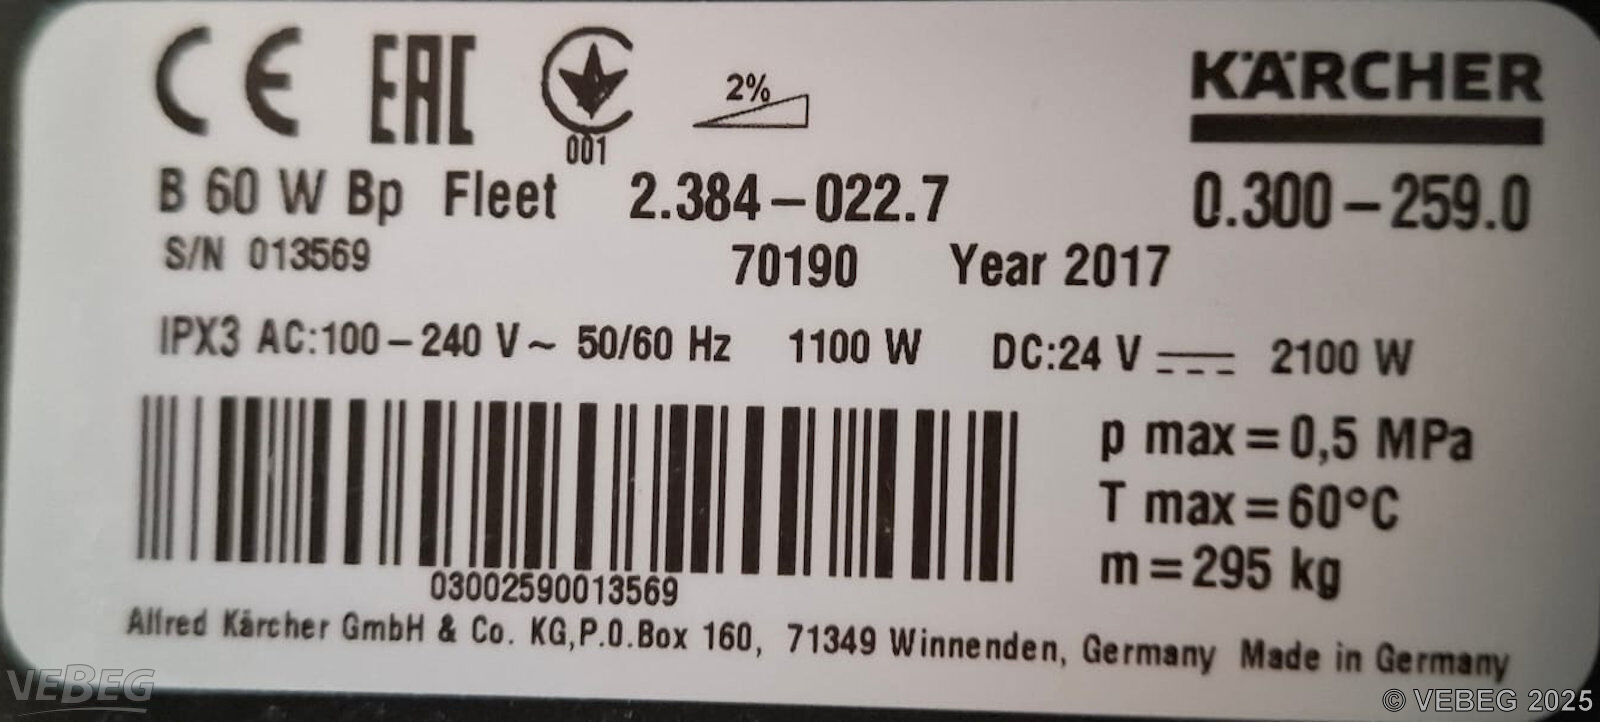 CE EAC 001 2% KÄRCHER
B 60 W Bp Fleet 2.384-022.7 0.300-259.0
S/N 013569 70190 Year 2017
IPX3 AC:100-240 V~ 50/60 Hz 1100 W DC:24 V 2100 W
p max=0,5 MPa
T max=60°C
m=295 kg
03002590013569
Alfred Kärcher GmbH & Co. KG,P.O.Box 160, 71349 Winnenden, Germany Made in Germany
VEBEG
© VEBEG 2025